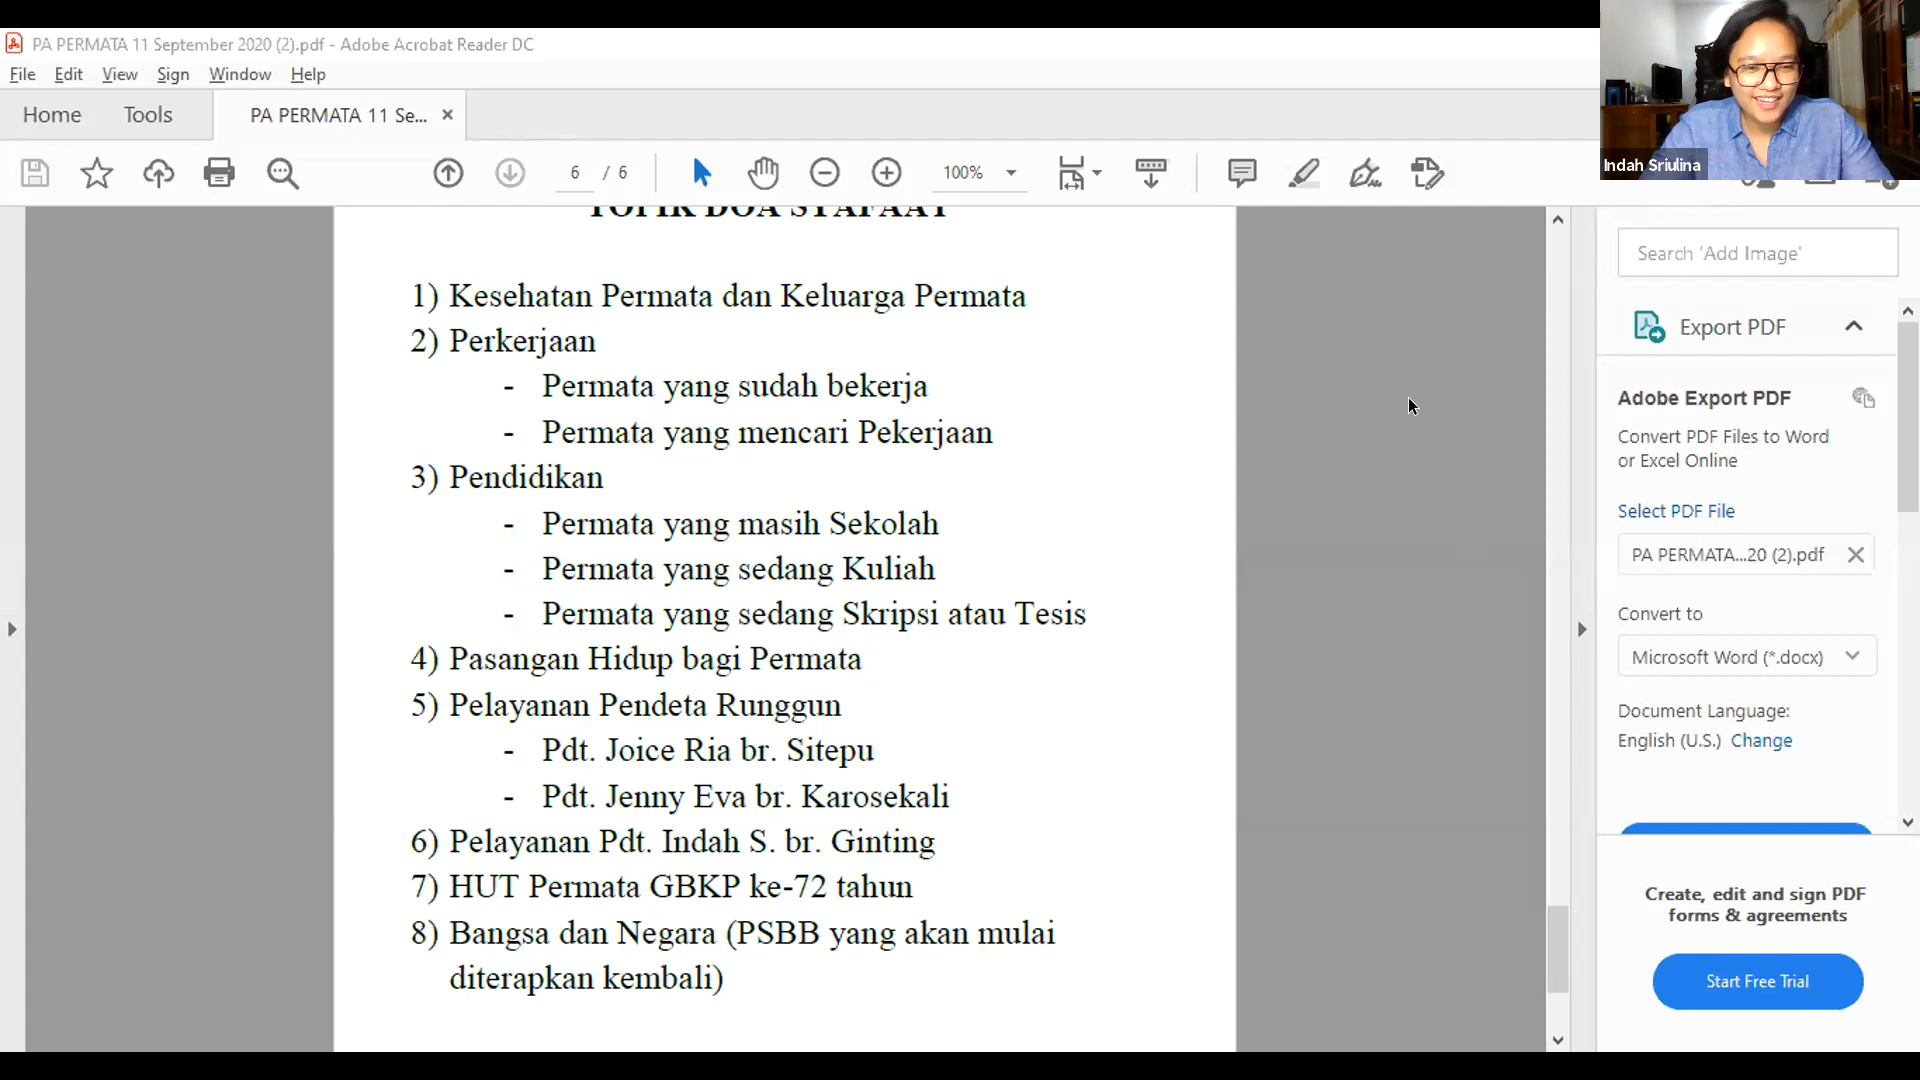 PA PERMATA 11 September 2020 (2).pdf - Adobe Acrobat Reader DC
File Edit View Sign Window Help
Home Tools PA PERMATA 11 Se... ×
6 / 6 100%
Indah Sriulina
TOPIK DOA SYAFAAT
1) Kesehatan Permata dan Keluarga Permata
2) Perkerjaan
- Permata yang sudah bekerja
- Permata yang mencari Pekerjaan
3) Pendidikan
- Permata yang masih Sekolah
- Permata yang sedang Kuliah
- Permata yang sedang Skripsi atau Tesis
4) Pasangan Hidup bagi Permata
5) Pelayanan Pendeta Runggun
- Pdt. Joice Ria br. Sitepu
- Pdt. Jenny Eva br. Karosekali
6) Pelayanan Pdt. Indah S. br. Ginting
7) HUT Permata GBKP ke-72 tahun
8) Bangsa dan Negara (PSBB yang akan mulai
diterapkan kembali)
Search 'Add Image'
Export PDF
Adobe Export PDF
Convert PDF Files to Word
or Excel Online
Select PDF File
PA PERMATA...20 (2).pdf
Convert to
Microsoft Word (*.docx)
Document Language:
English (U.S.) Change
Create, edit and sign PDF
forms & agreements
Start Free Trial